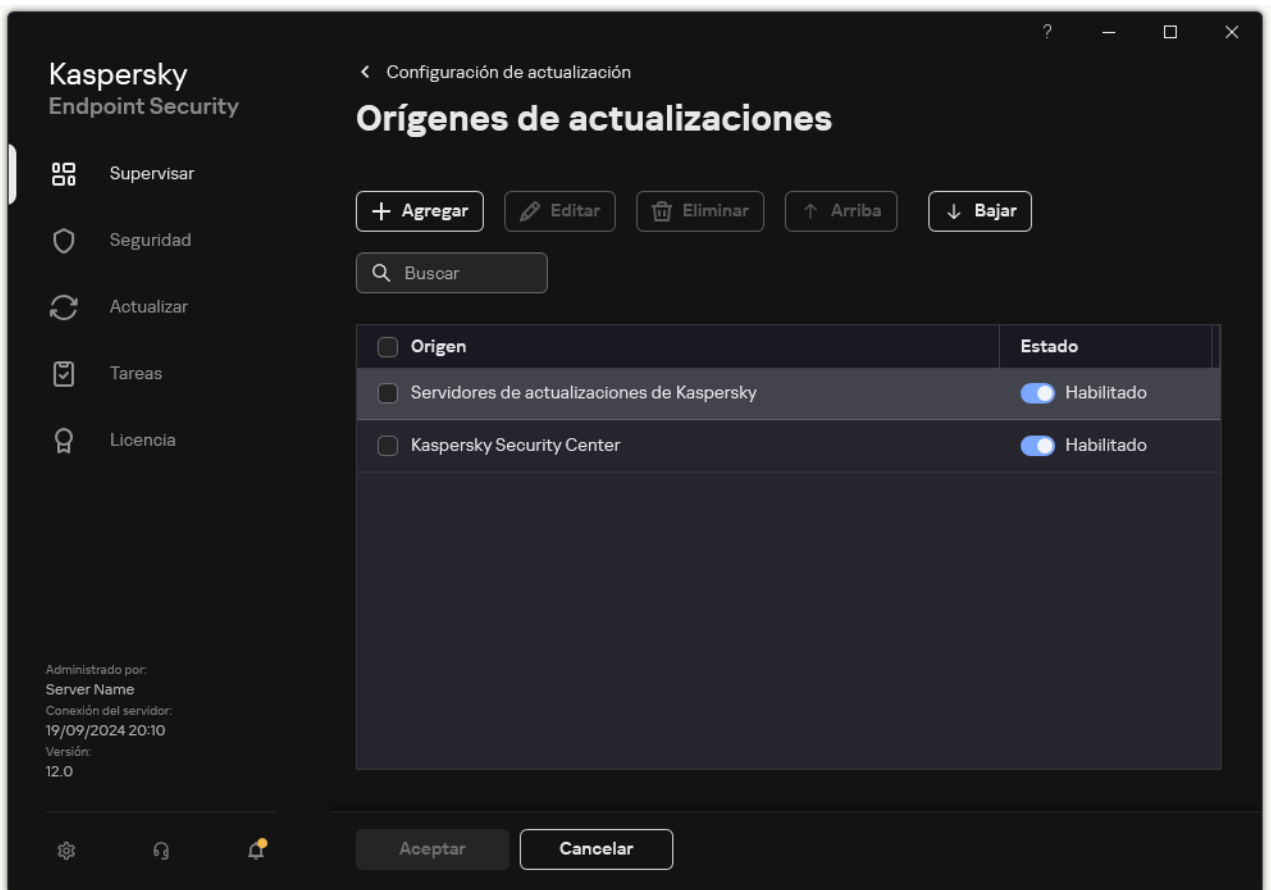 ?
Kaspersky
Endpoint Security
Supervisar
Seguridad
Actualizar
Tareas
Licencia
Administrado por:
Server Name
Conexión del servidor:
19/09/2024 20:10
Versión:
12.0
Configuración de actualización
Orígenes de actualizaciones
Agregar
Editar
Eliminar
Arriba
Bajar
Buscar
Origen Estado
Servidores de actualizaciones de Kaspersky Habilitado
Kaspersky Security Center Habilitado
Aceptar
Cancelar